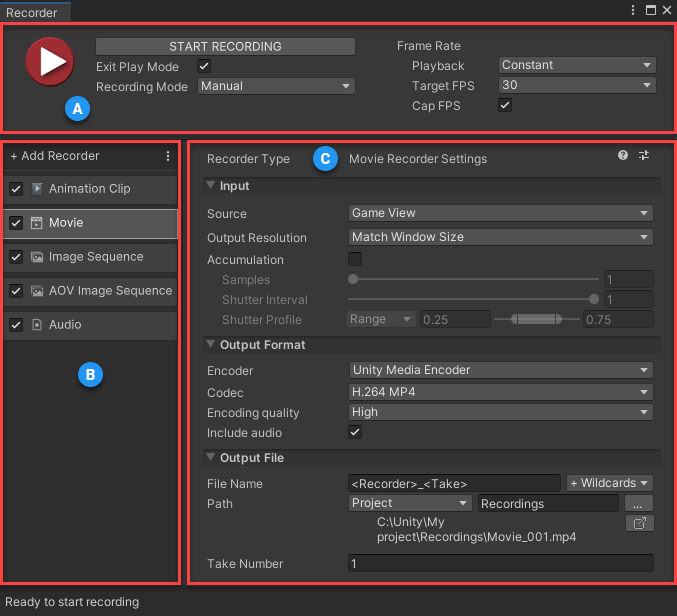 Recorder
START RECORDING
Exit Play Mode
Recording Mode Manual
A
Frame Rate
Playback Constant
Target FPS 30
Cap FPS
+ Add Recorder
Animation Clip
Movie
Image Sequence
AOV Image Sequence
Audio
B
Recorder Type C Movie Recorder Settings
Input
Source Game View
Output Resolution Match Window Size
Accumulation
Samples 1
Shutter Interval 1
Shutter Profile Range 0.25 0.75
Output Format
Encoder Unity Media Encoder
Codec H.264 MP4
Encoding quality High
Include audio
Output File
File Name <Recorder>_<Take> + Wildcards
Path Project Recordings ...
C:\Unity\My
project\Recordings\Movie_001.mp4
Take Number 1
Ready to start recording